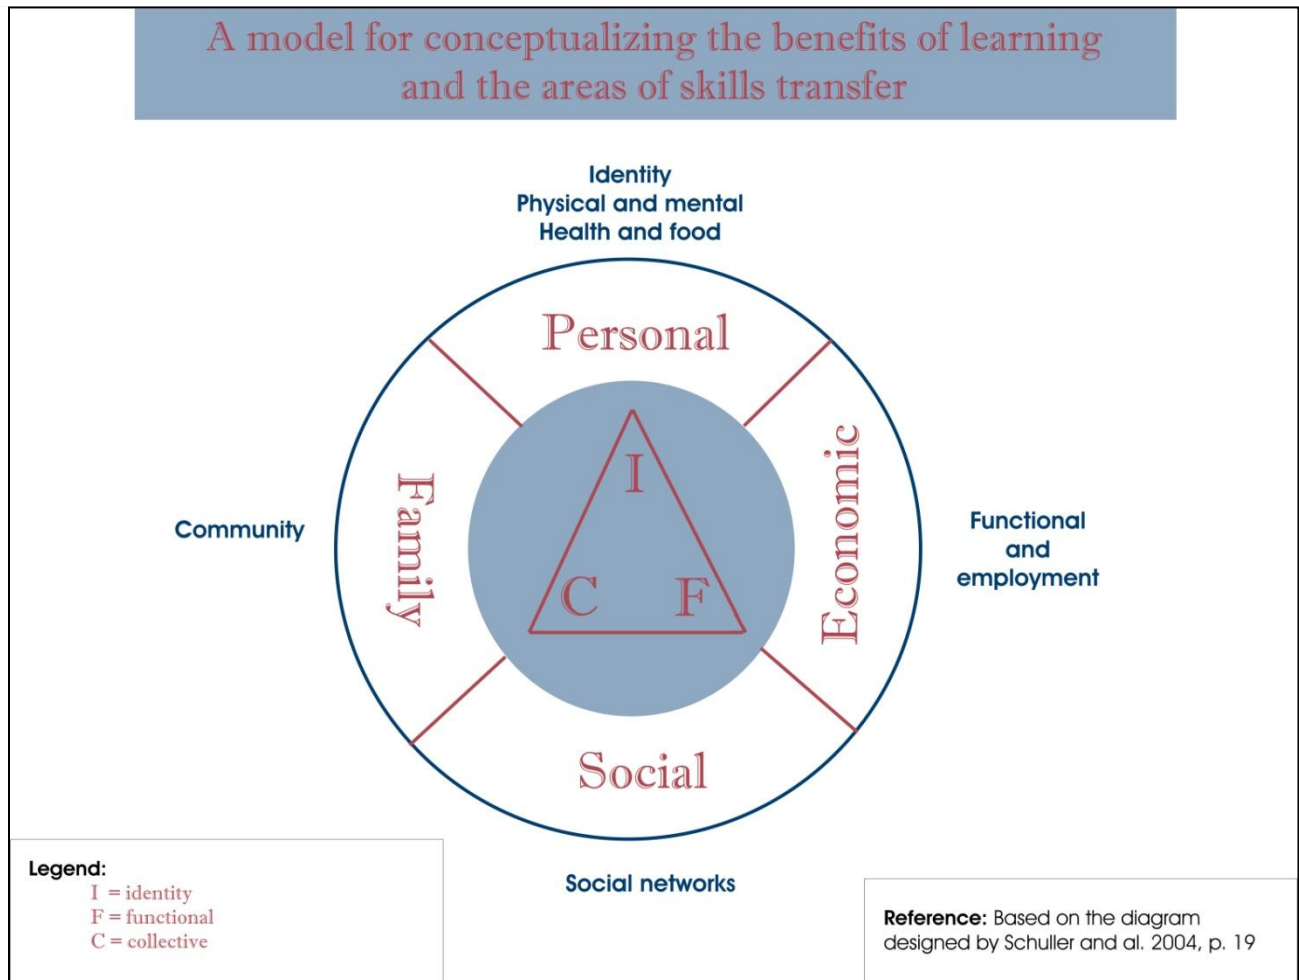 A model for conceptualizing the benefits of learning
and the areas of skills transfer
Identity
Physical and mental
Health and food
Personal
Family
Economic
I
C F
Social
Community
Functional
and
employment
Social networks
Legend:
I = identity
F = functional
C = collective
Reference: Based on the diagram
designed by Schuller and al. 2004, p. 19